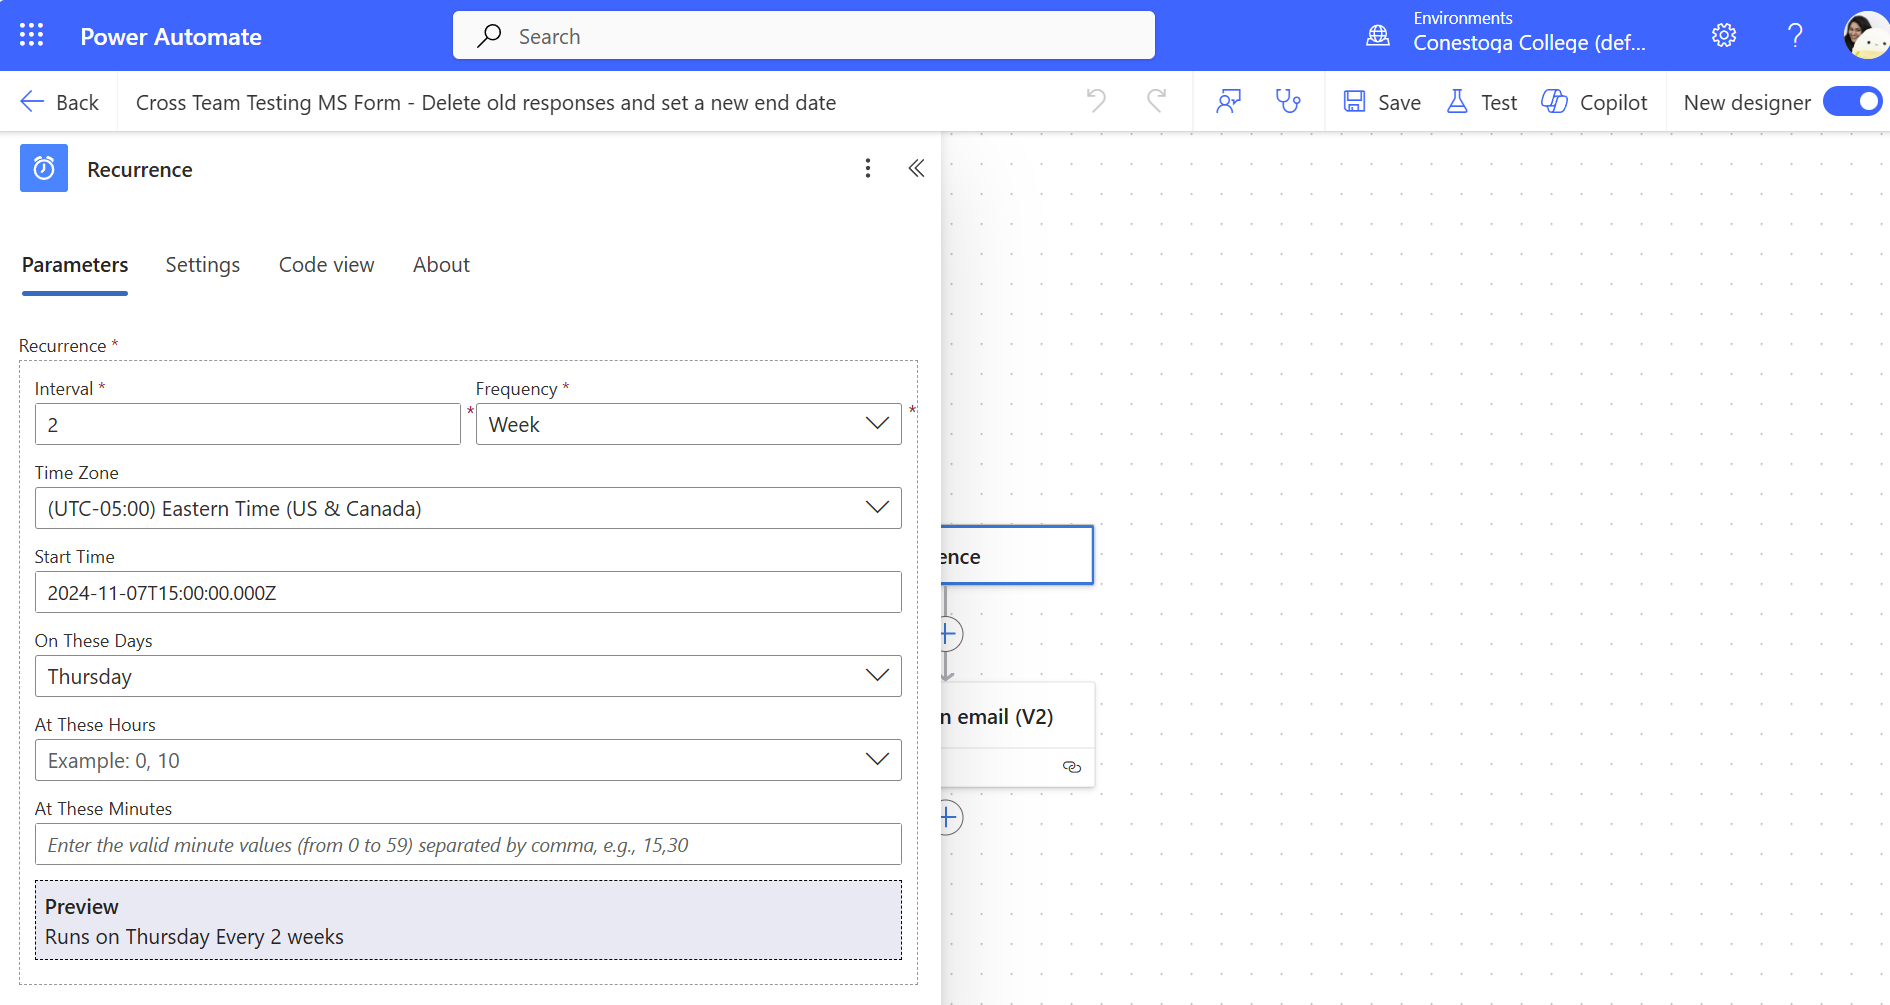 Power Automate
Search
Environments
Conestoga College (def...
Back
Cross Team Testing MS Form - Delete old responses and set a new end date
Save
Test
Copilot
New designer
Recurrence
Parameters
Settings
Code view
About
Recurrence *
Interval *
Frequency *
2
*
Week
*
Time Zone
(UTC-05:00) Eastern Time (US & Canada)
Start Time
2024-11-07T15:00:00.000Z
On These Days
Thursday
At These Hours
Example: 0, 10
At These Minutes
Enter the valid minute values (from 0 to 59) separated by comma, e.g., 15,30
Preview
Runs on Thursday Every 2 weeks
ence
n email (V2)